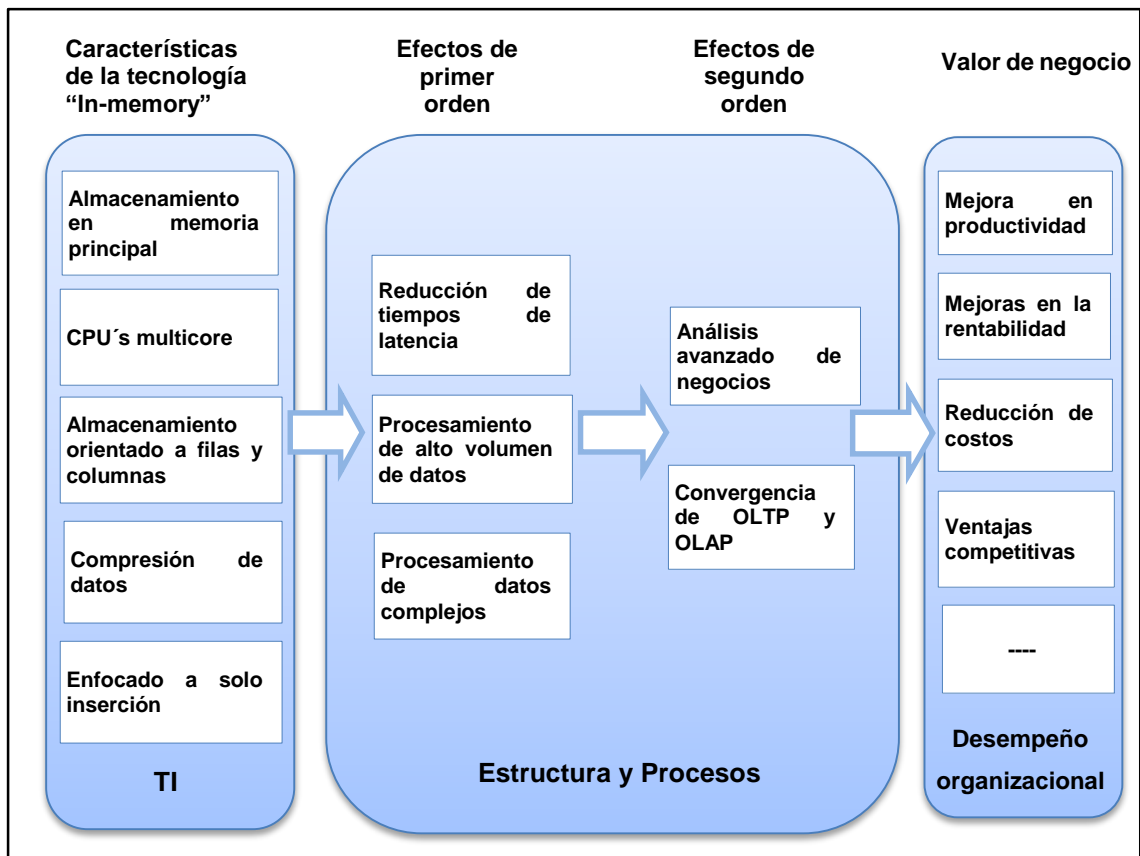 Características
de la tecnología
“In-memory”
Efectos de
primer
orden
Efectos de
segundo
orden
Valor de negocio
Almacenamiento
en memoria
principal
CPU´s multicore
Almacenamiento
orientado a filas y
columnas
Compresión de
datos
Enfocado a solo
inserción
TI
Reducción de
tiempos de
latencia
Procesamiento
de alto volumen
de datos
Procesamiento
de datos
complejos
Análisis
avanzado de
negocios
Convergencia
de OLTP y
OLAP
Estructura y Procesos
Mejora en
productividad
Mejoras en la
rentabilidad
Reducción de
costos
Ventajas
competitivas
----
Desempeño
organizacional